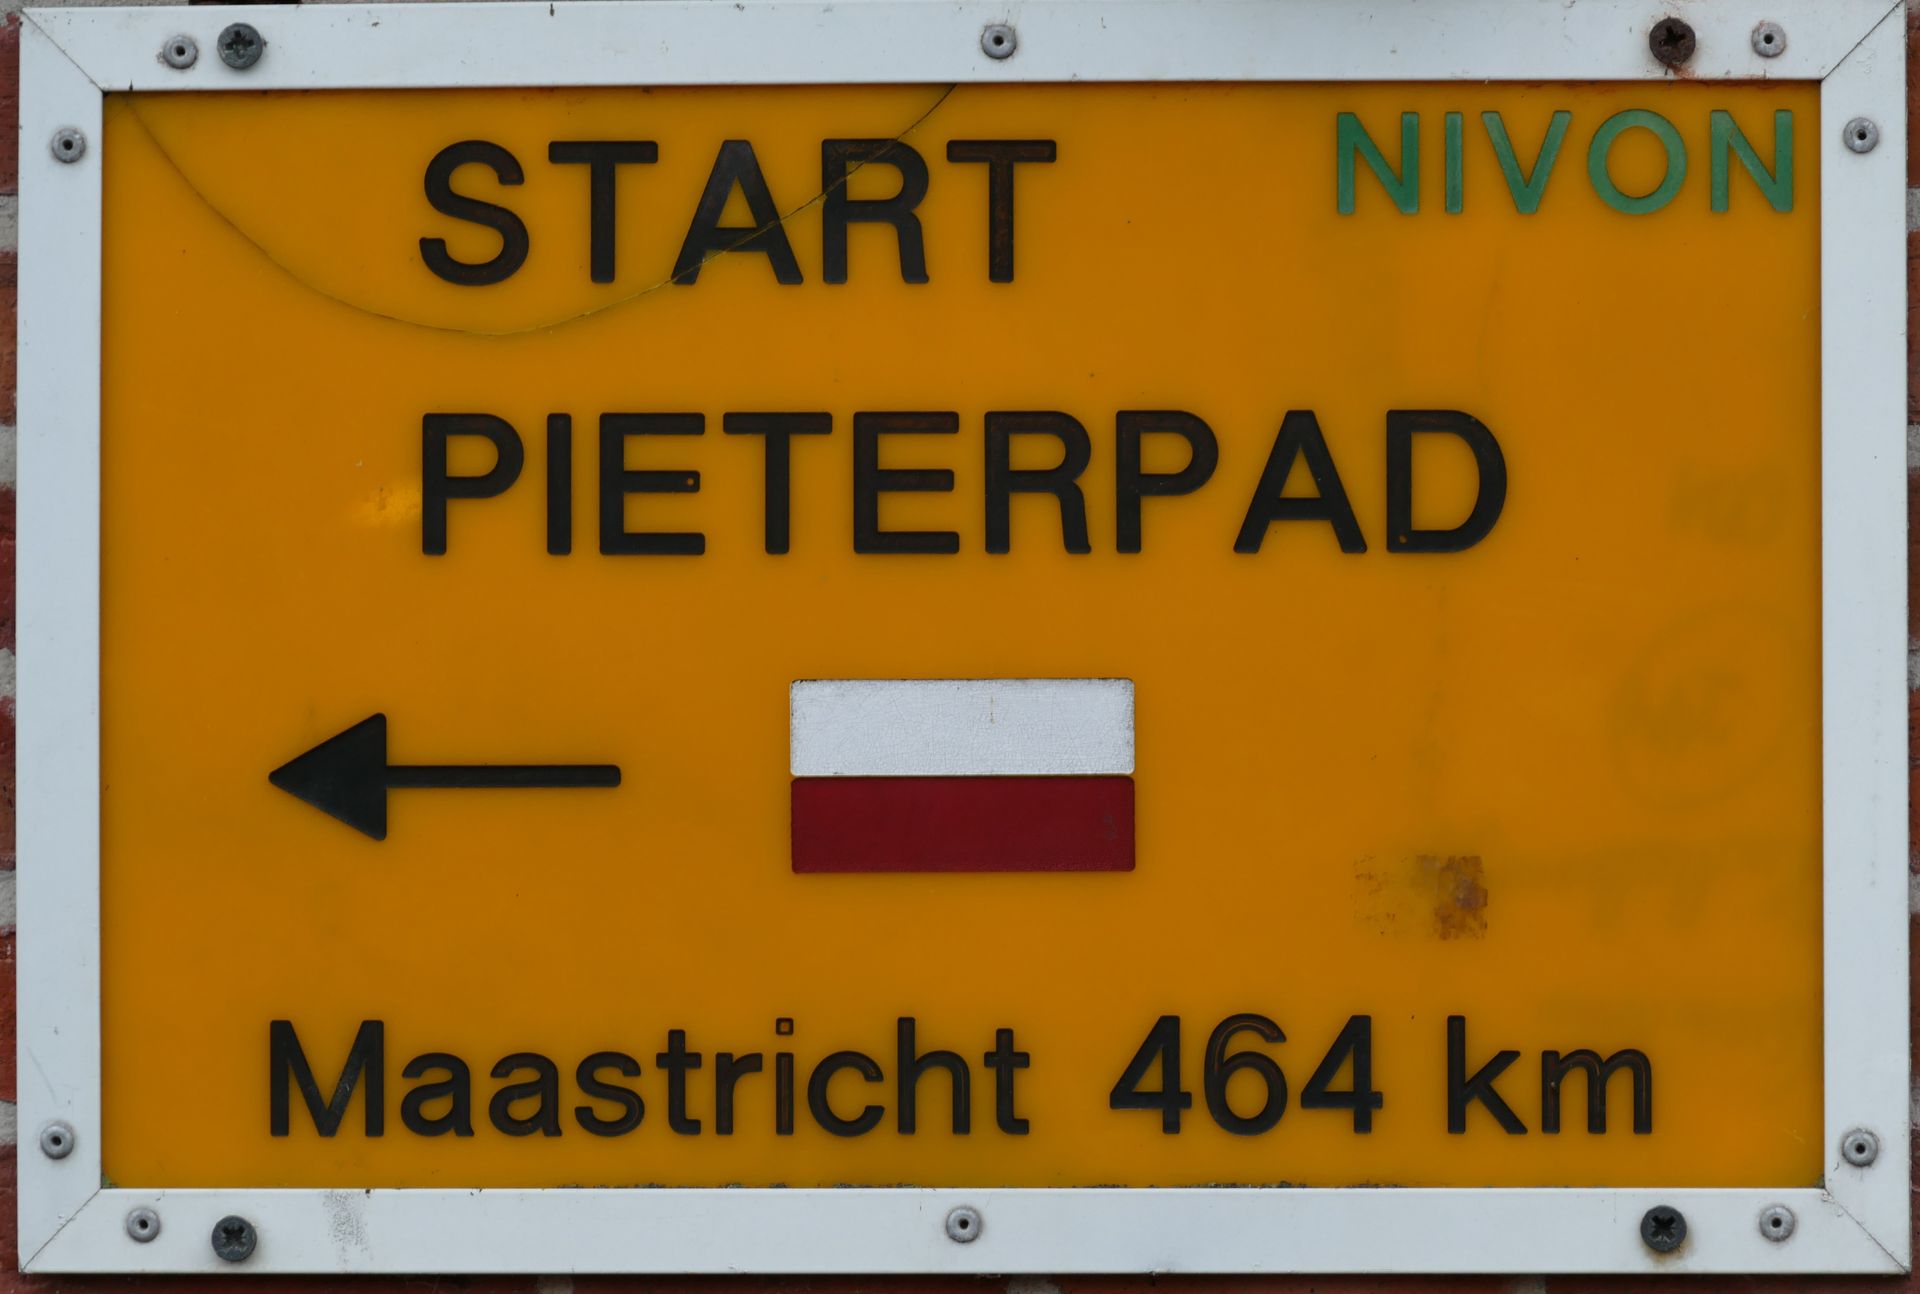 NIVON
START
PIETERPAD
Maastricht 464 km